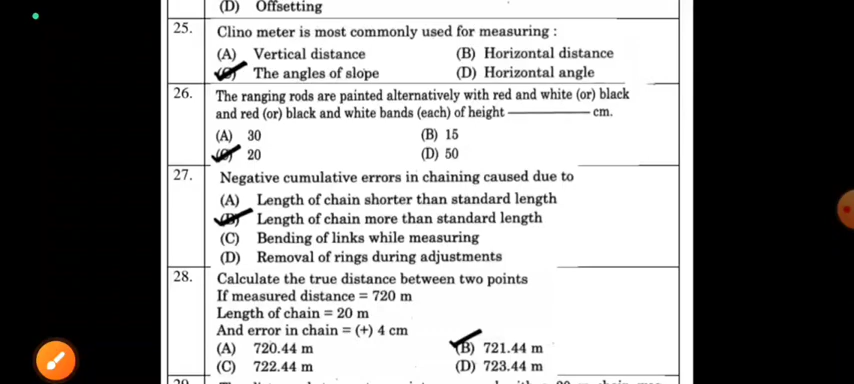 (D) Offsetting
25. Clino meter is most commonly used for measuring :
(A) Vertical distance (B) Horizontal distance
(C) The angles of slope (D) Horizontal angle
26. The ranging rods are painted alternatively with red and white (or) black
and red (or) black and white bands (each) of height ———— cm.
(A) 30 (B) 15
(C) 20 (D) 50
27. Negative cumulative errors in chaining caused due to
(A) Length of chain shorter than standard length
(B) Length of chain more than standard length
(C) Bending of links while measuring
(D) Removal of rings during adjustments
28. Calculate the true distance between two points
If measured distance = 720 m
Length of chain = 20 m
And error in chain = (+) 4 cm
(A) 720.44 m (B) 721.44 m
(C) 722.44 m (D) 723.44 m